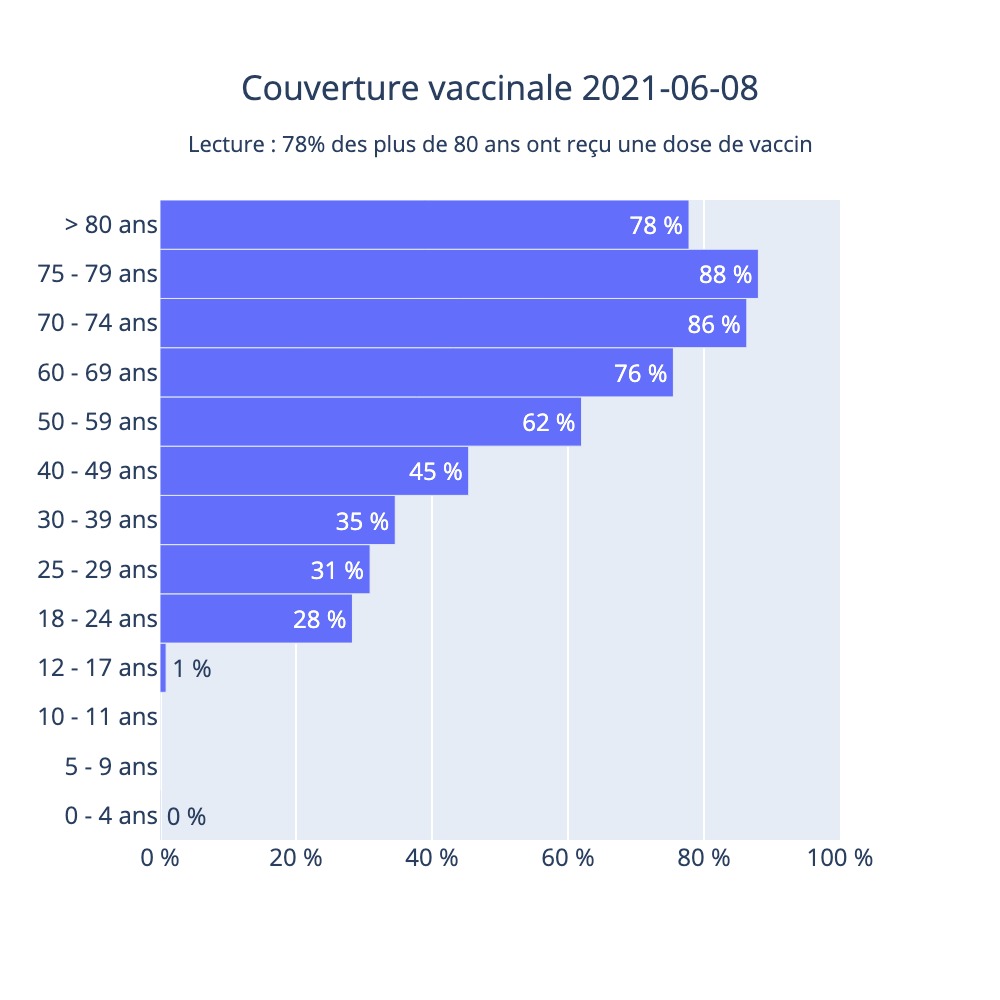 Couverture vaccinale 2021-06-08
Lecture : 78% des plus de 80 ans ont reçu une dose de vaccin
> 80 ans 78 %
75 - 79 ans 88 %
70 - 74 ans 86 %
60 - 69 ans 76 %
50 - 59 ans 62 %
40 - 49 ans 45 %
30 - 39 ans 35 %
25 - 29 ans 31 %
18 - 24 ans 28 %
12 - 17 ans 1 %
10 - 11 ans
5 - 9 ans
0 - 4 ans 0 %
0 % 20 % 40 % 60 % 80 % 100 %